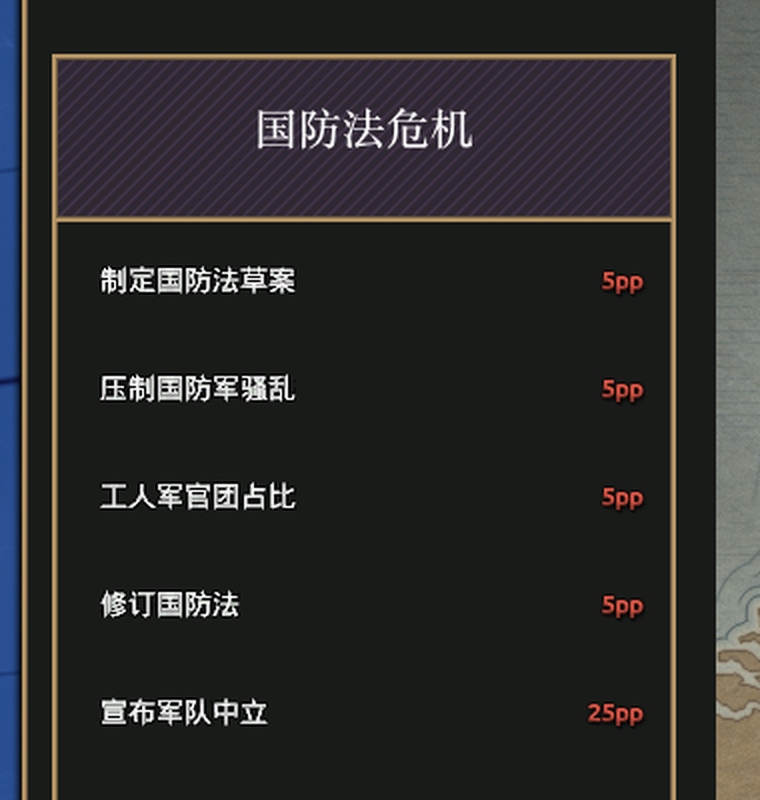 国防法危机
制定国防法草案 5pp
压制国防军骚乱 5pp
工人军官团占比 5pp
修订国防法 5pp
宣布军队中立 25pp